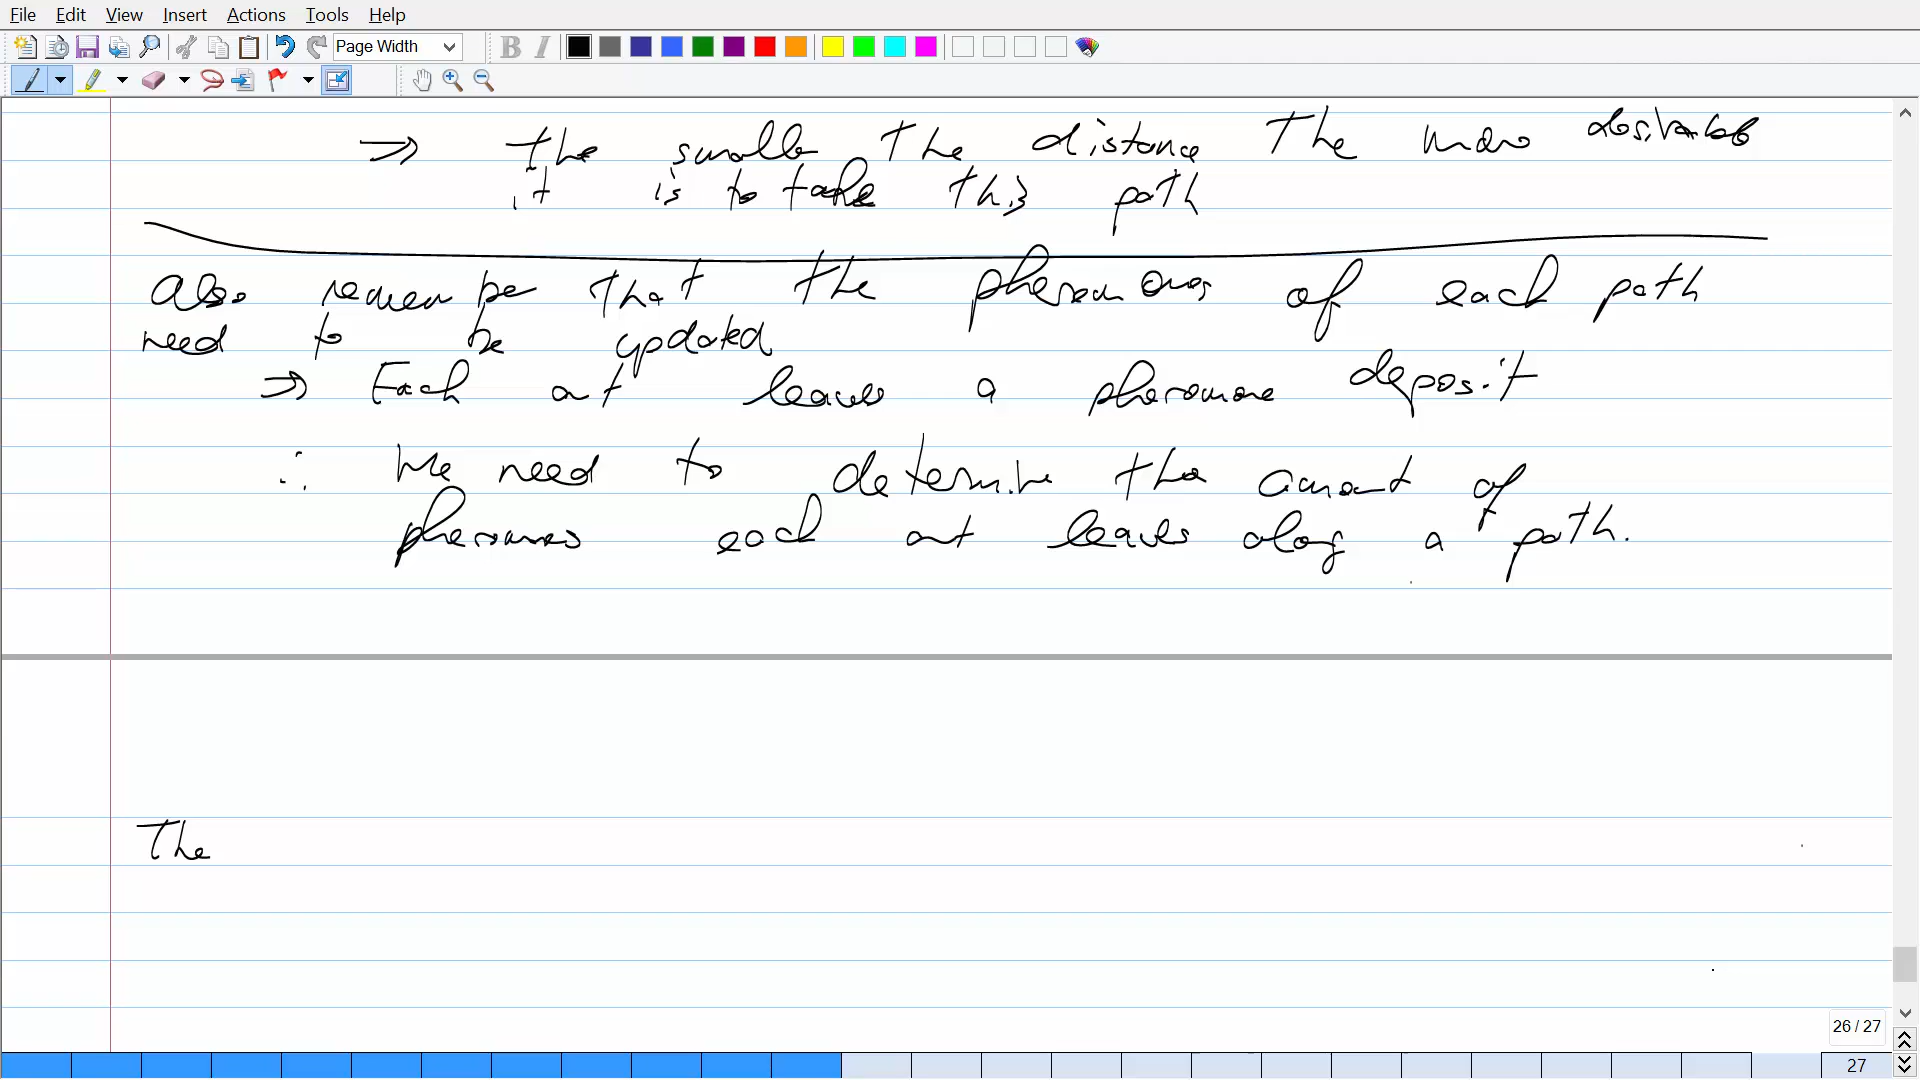 File Edit View Insert Actions Tools Help
Page Width
B I
⇒ the smaller the distance the more desirable
it is to take this path
Also remember that the pheromones of each path
need to be updated
⇒ Each ant leaves a pheromone deposit
∴ We need to determine the amount of
pheromones each ant leaves along a path.
The
26 / 27
27